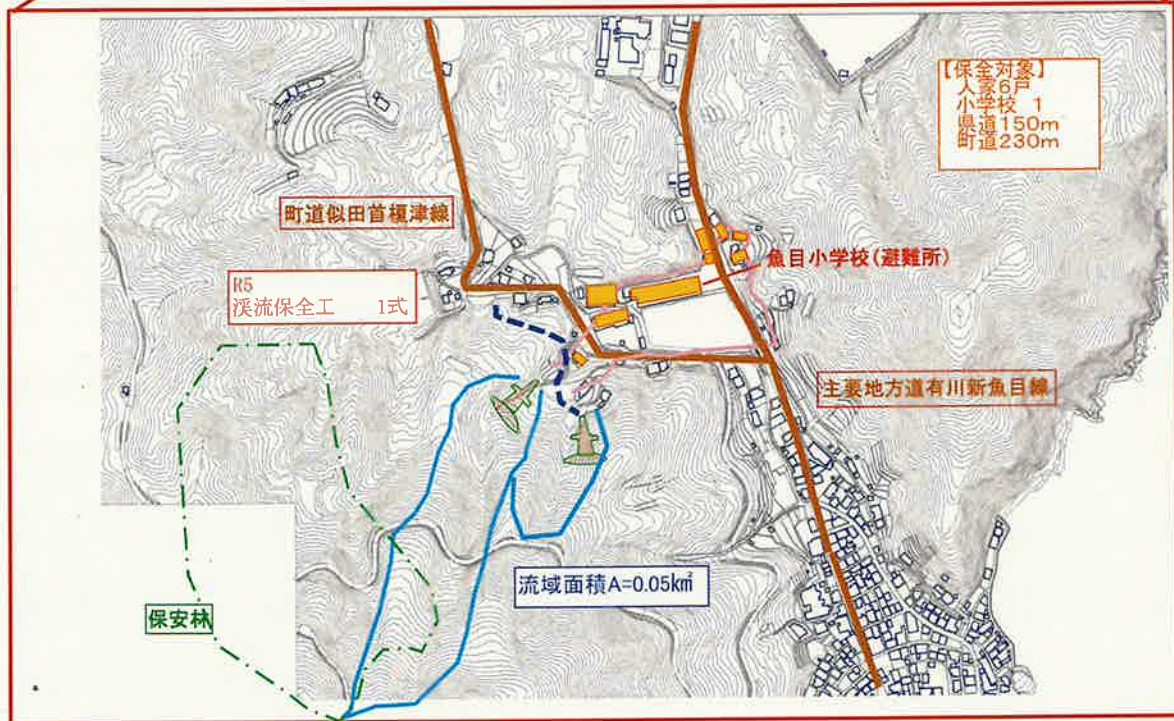 【保全対象】
人家6戸
小学校 1
県道150m
町道230m
町道似田首榎津線
魚目小学校(避難所)
R5
渓流保全工 1式
主要地方道有川新魚目線
流域面積A=0.05k㎡
保安林